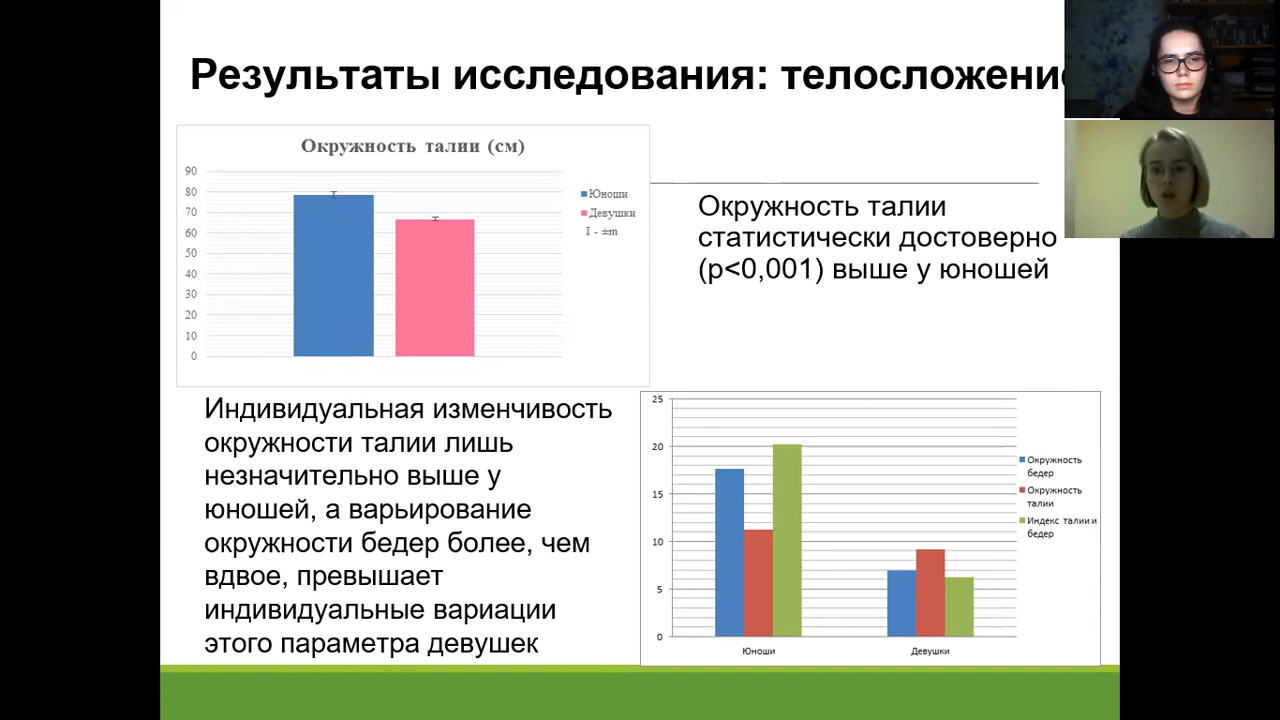 Результаты исследования: телосложение
Окружность талии (см)
90
80
70
60
50
40
30
20
10
0
Юноши
Девушки
I - ±m
Окружность талии
статистически достоверно
(p<0,001) выше у юношей
Индивидуальная изменчивость
окружности талии лишь
незначительно выше у
юношей, а варьирование
окружности бедер более, чем
вдвое, превышает
индивидуальные вариации
этого параметра девушек
25
20
15
10
5
0
Юноши
Девушки
Окружность
бедер
Окружность
талии
Индекс талии и
бедер